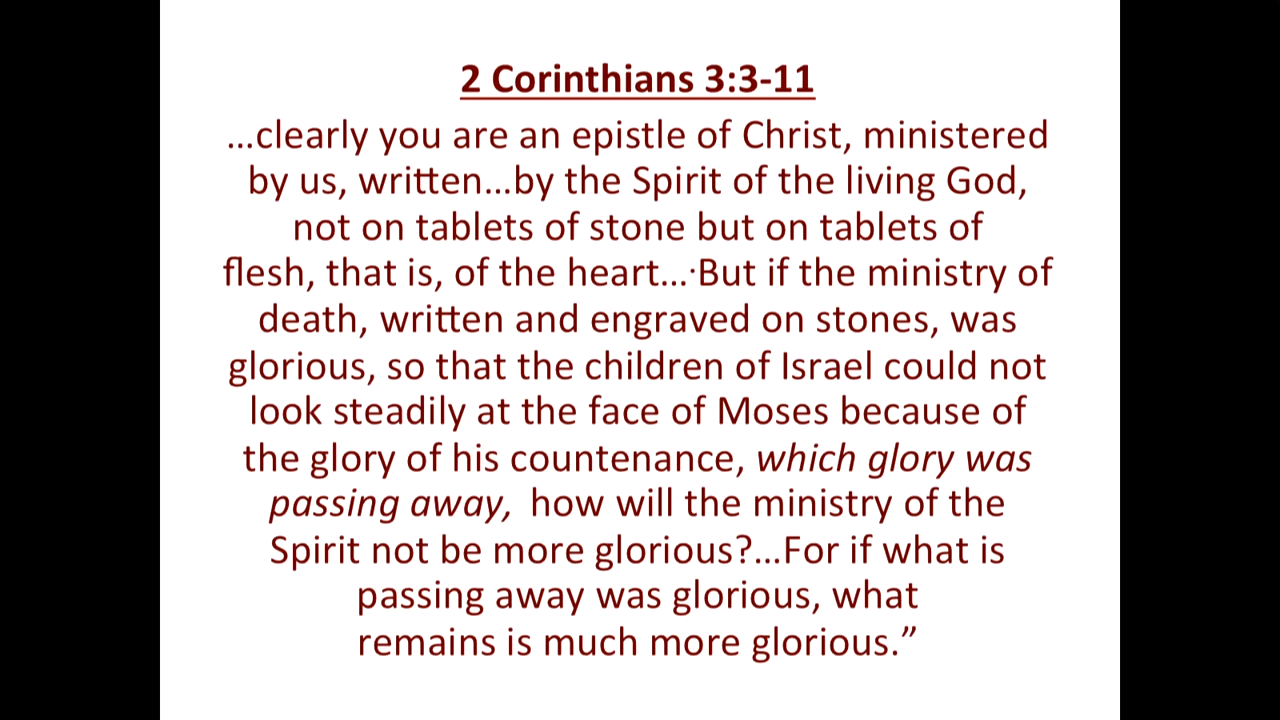 2 Corinthians 3:3-11
…clearly you are an epistle of Christ, ministered
by us, written…by the Spirit of the living God,
not on tablets of stone but on tablets of
flesh, that is, of the heart…·But if the ministry of
death, written and engraved on stones, was
glorious, so that the children of Israel could not
look steadily at the face of Moses because of
the glory of his countenance, which glory was
passing away,  how will the ministry of the
Spirit not be more glorious?…For if what is
passing away was glorious, what
remains is much more glorious.”